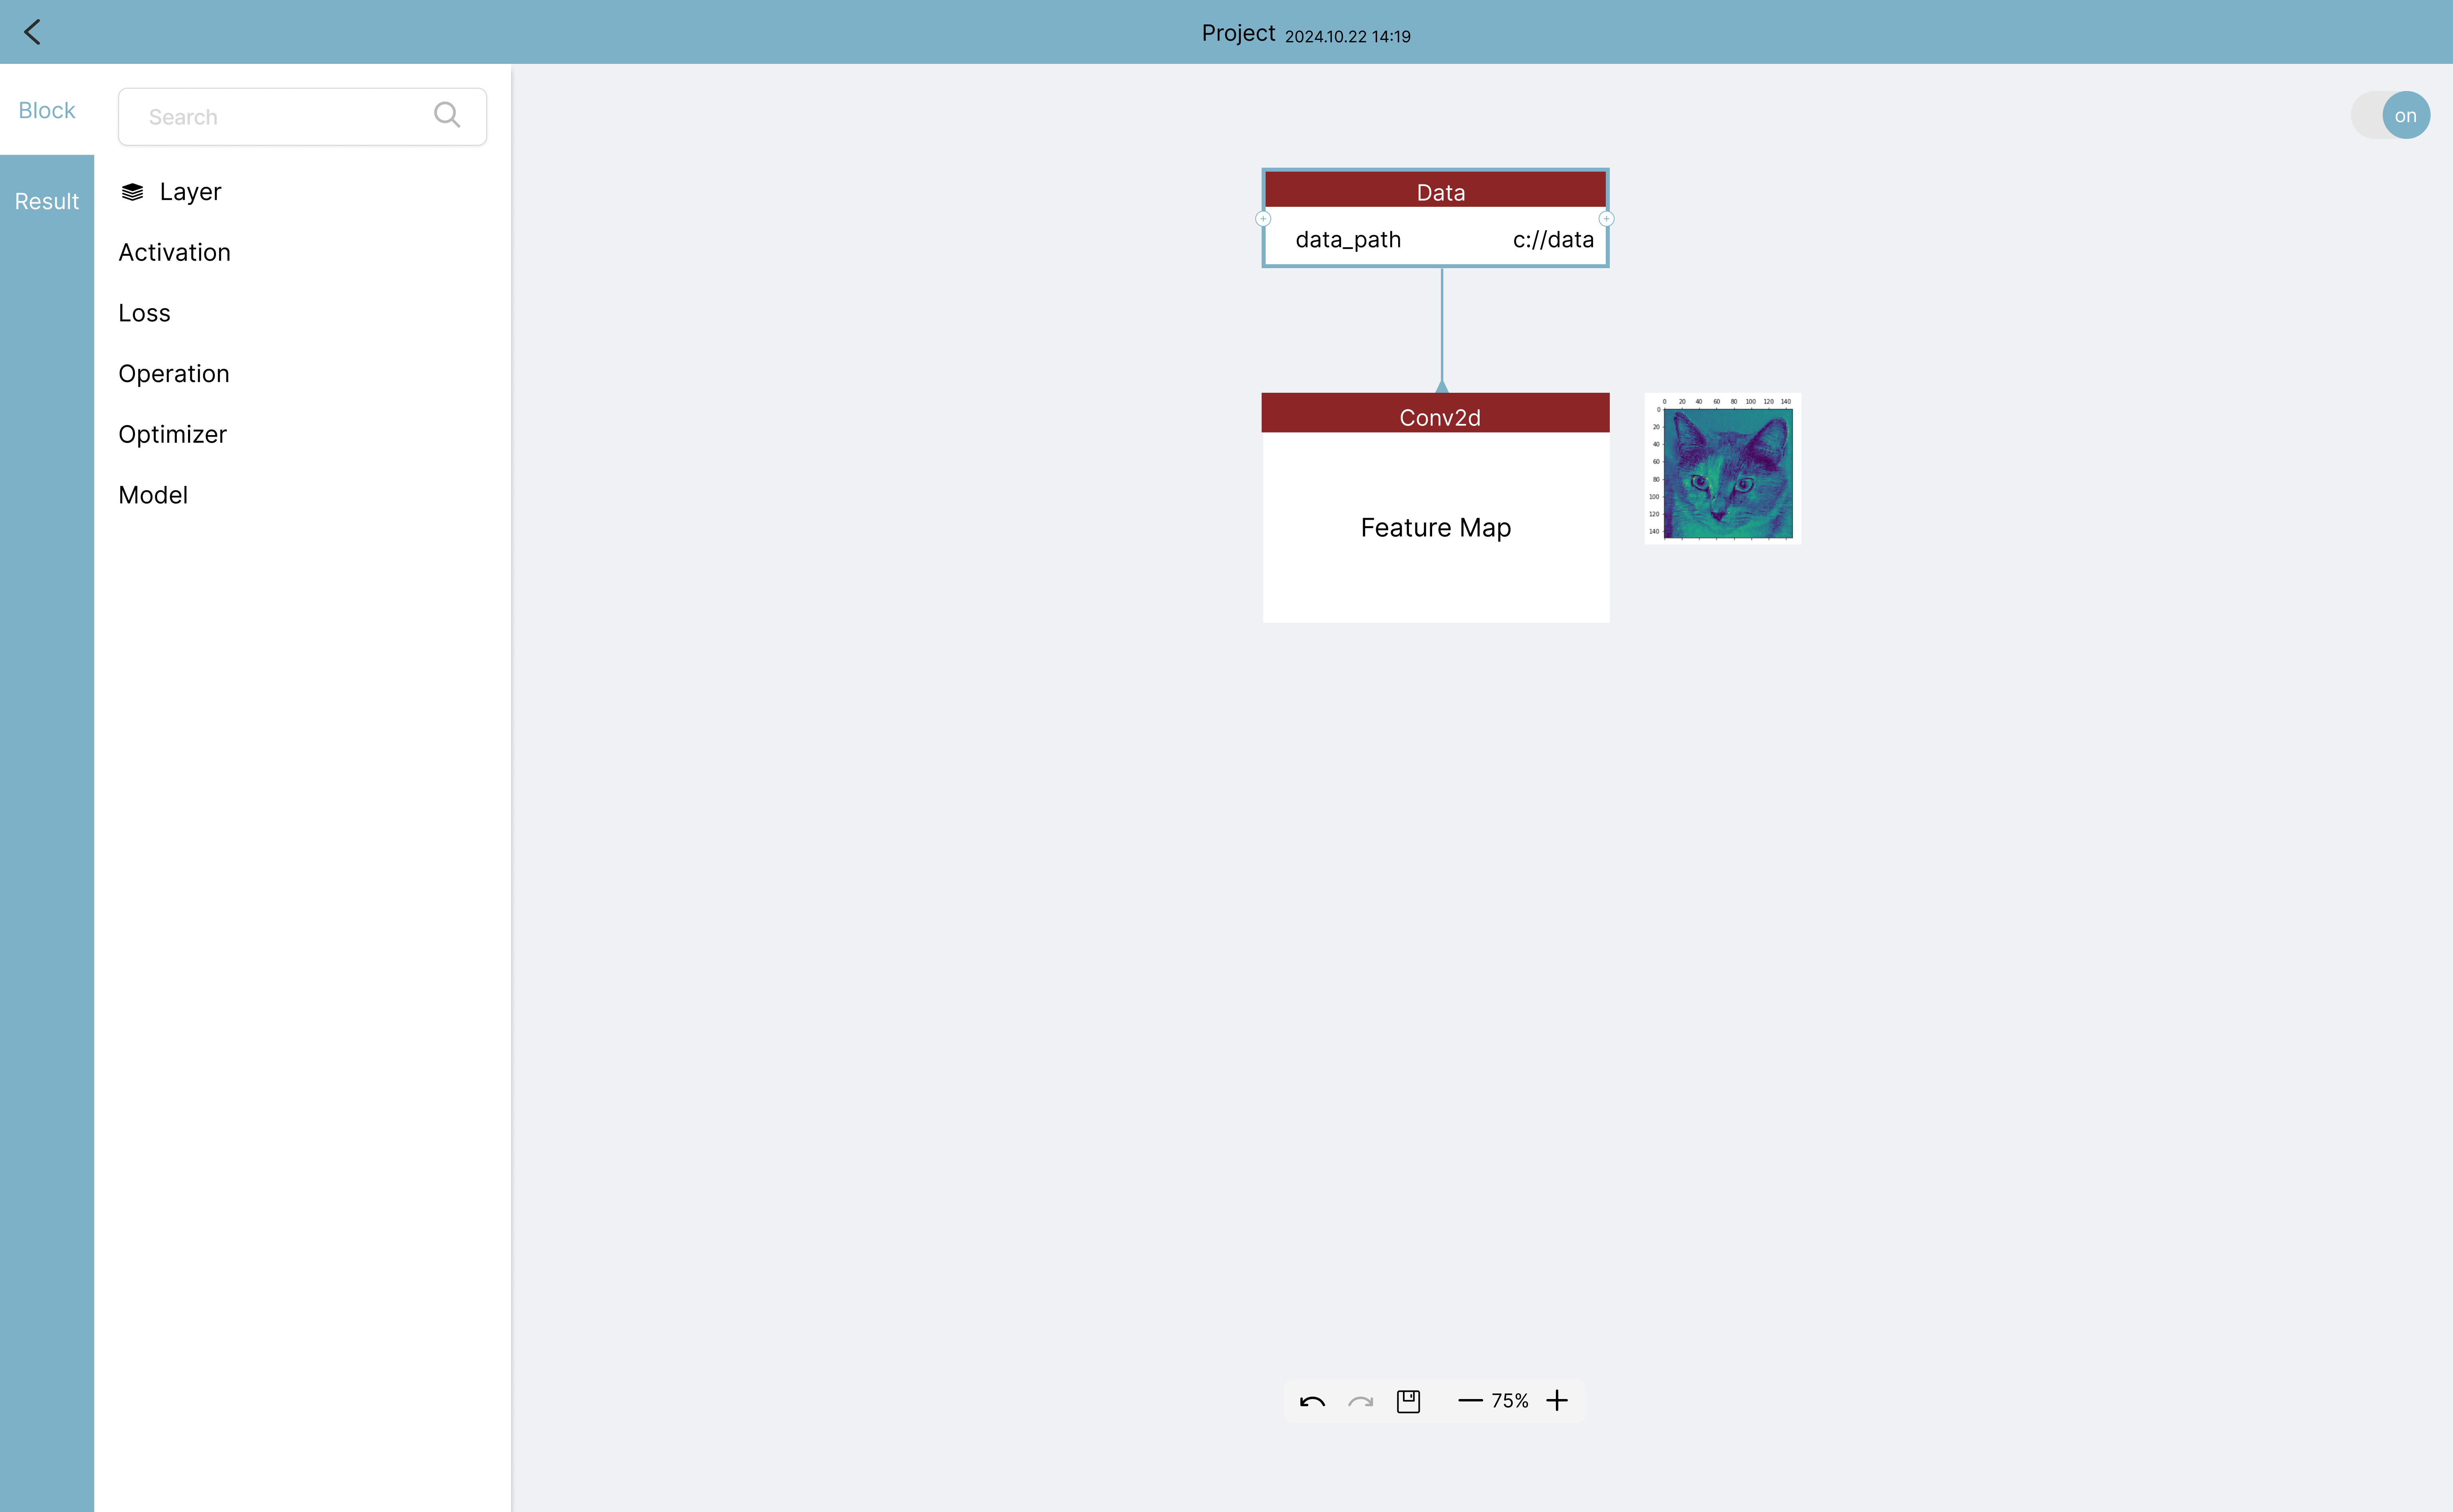 Project 2024.10.22 14:19
Block
Result
Search
Layer
Activation
Loss
Operation
Optimizer
Model
on
Data
data_path c://data
Conv2d
Feature Map
0 20 40 60 80 100 120 140
0
20
40
60
80
100
120
140
75%